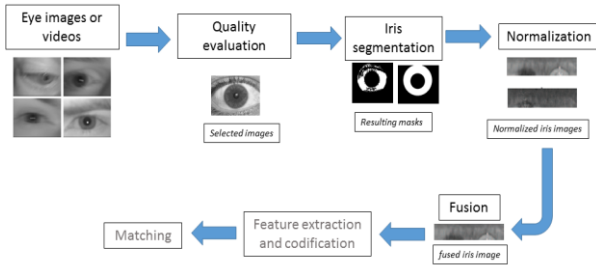 Eye images or
videos
Quality
evaluation
Selected images
Iris
segmentation
Resulting masks
Normalization
Normalized iris images
Fusion
fused iris image
Feature extraction
and codification
Matching